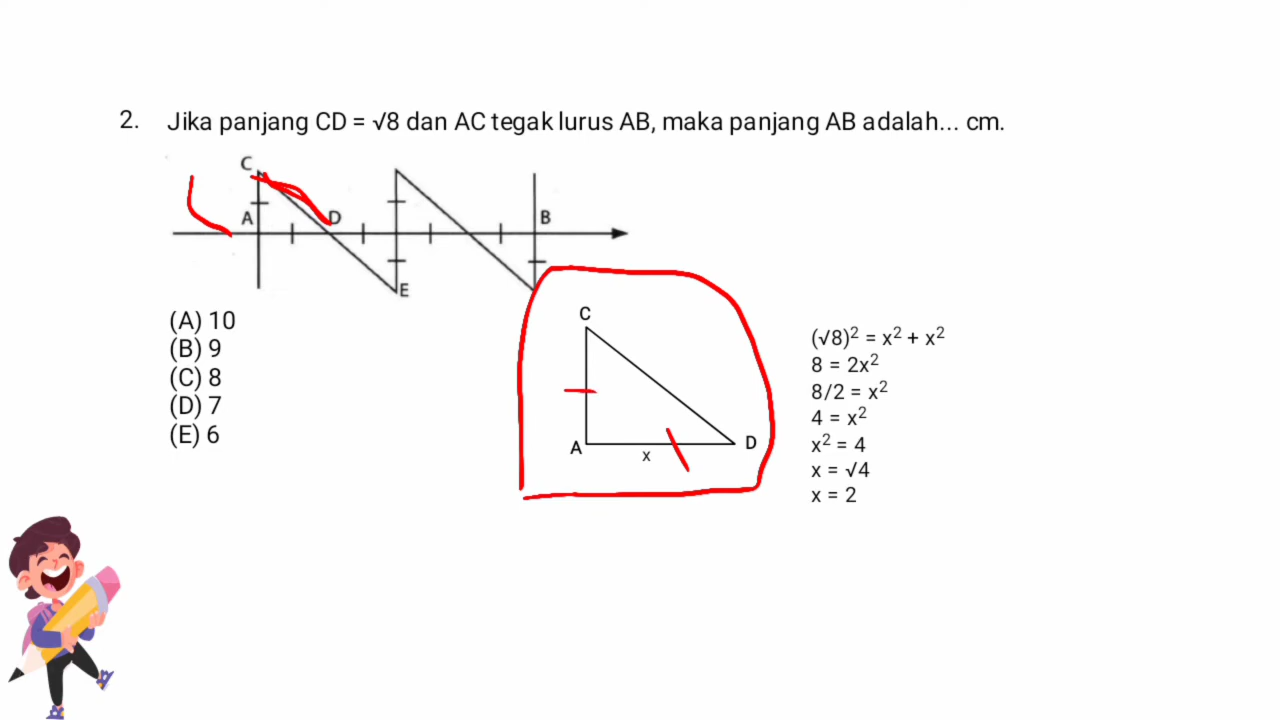 2. Jika panjang CD = √8 dan AC tegak lurus AB, maka panjang AB adalah... cm.
C
A
D
B
E
(A) 10
(B) 9
(C) 8
(D) 7
(E) 6
C
A
x
D
(√8)² = x² + x²
8 = 2x²
8/2 = x²
4 = x²
x² = 4
x = √4
x = 2